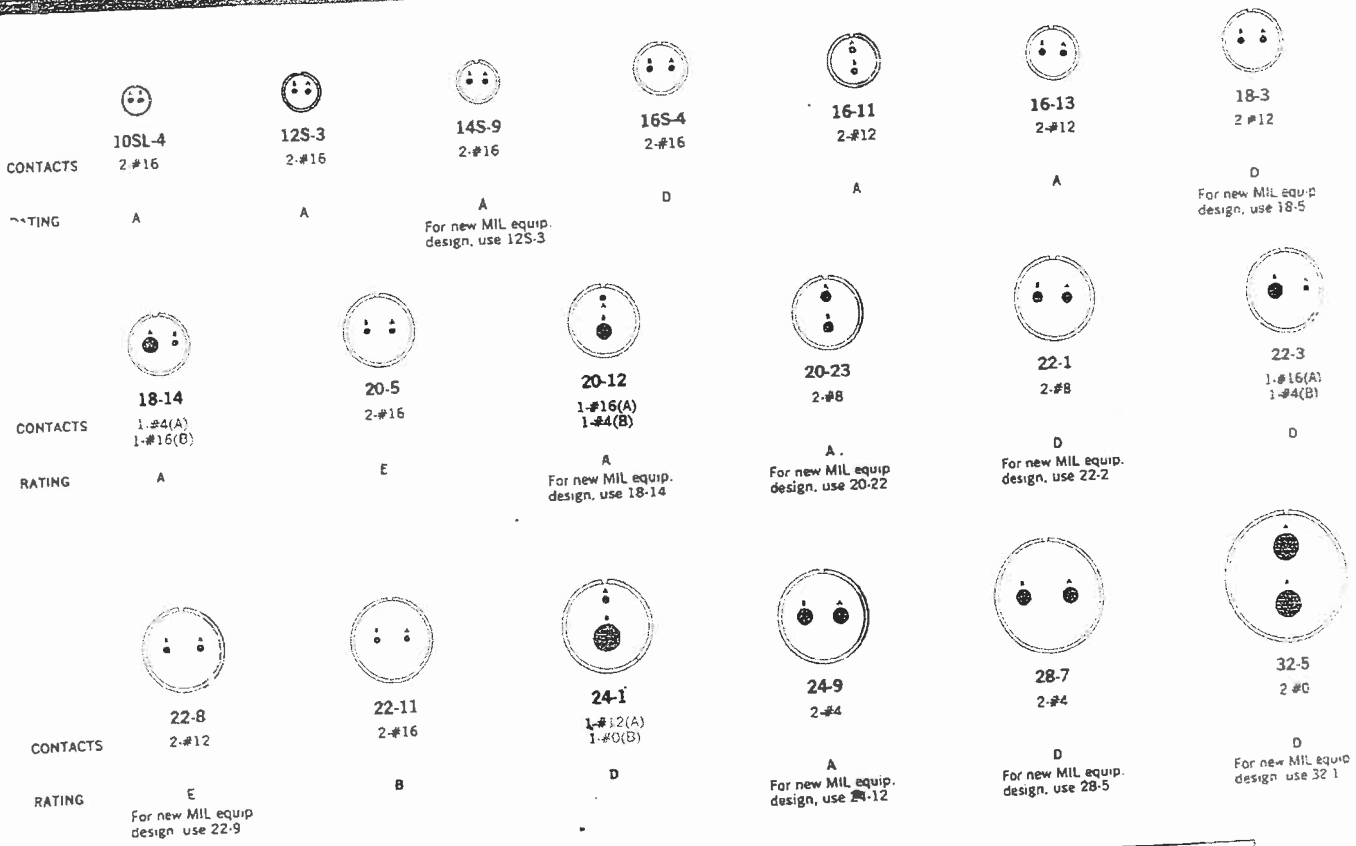 10SL-4 12S-3 14S-9 16S-4 16-11 16-13 18-3
CONTACTS 2-#16 2-#16 2-#16 2-#16 2-#12 2-#12 2 #12
A A A D A A D
For new MIL equip. For new MIL equip
design, use 12S-3 design, use 18-5
18-14 20-5 20-12 20-23 22-1 22-3
CONTACTS 1-#4(A) 2-#16 1-#16(A) 2-#8 2-#8 1-#16(A)
1-#16(B) 1-#4(B) 1-#4(B)
RATING A E A A. D D
For new MIL equip. For new MIL equip For new MIL equip.
design, use 18-14 design, use 20-22 design, use 22-2
22-8 22-11 24-1 24-9 28-7 32-5
CONTACTS 2-#12 2-#16 1-#12(A) 2-#4 2-#4 2 #0
1-#0(B)
RATING E B D A D D
For new MIL equip For new MIL equip. For new MIL equip. For new MIL equip
design use 22-9 design, use 24-12 design, use 28-5 design use 32 1